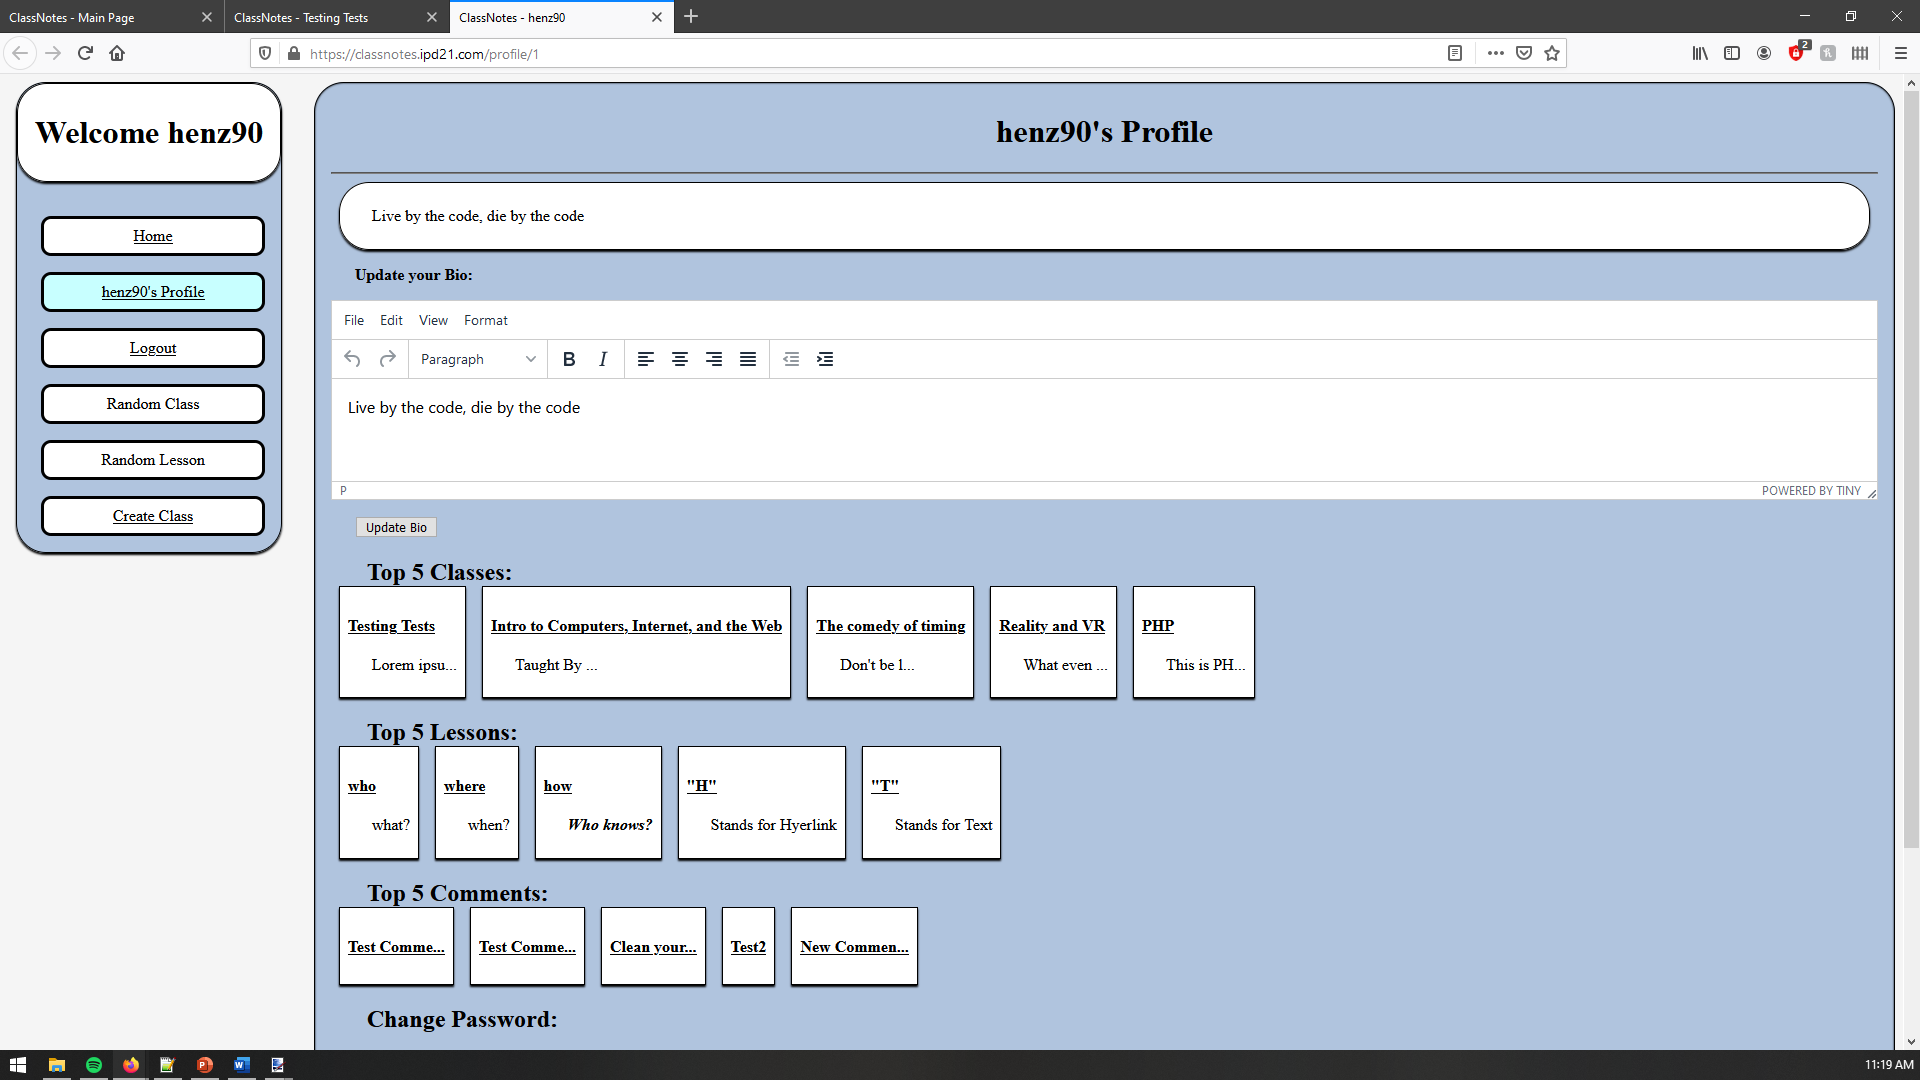 ClassNotes - Main Page
ClassNotes - Testing Tests
ClassNotes - henz90
https://classnotes.ipd21.com/profile/1
2
Welcome henz90
Home
henz90's Profile
Logout
Random Class
Random Lesson
Create Class
henz90's Profile
Live by the code, die by the code
Update your Bio:
File Edit View Format
Paragraph B I
Live by the code, die by the code
P
POWERED BY TINY
Update Bio
Top 5 Classes:
Testing Tests
Lorem ipsu...
Intro to Computers, Internet, and the Web
Taught By ...
The comedy of timing
Don't be l...
Reality and VR
What even ...
PHP
This is PH...
Top 5 Lessons:
who
what?
where
when?
how
Who knows?
"H"
Stands for Hyerlink
"T"
Stands for Text
Top 5 Comments:
Test Comme...
Test Comme...
Clean your...
Test2
New Commen...
Change Password:
11:19 AM